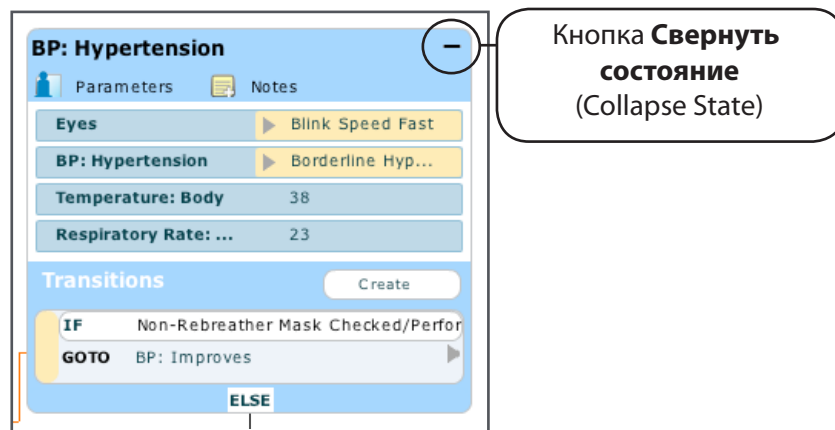 BP: Hypertension
Parameters Notes
Eyes Blink Speed Fast
BP: Hypertension Borderline Hyp...
Temperature: Body 38
Respiratory Rate: ... 23
Transitions Create
IF Non-Rebreather Mask Checked/Perfor
GOTO BP: Improves
ELSE
Кнопка Свернуть
состояние
(Collapse State)